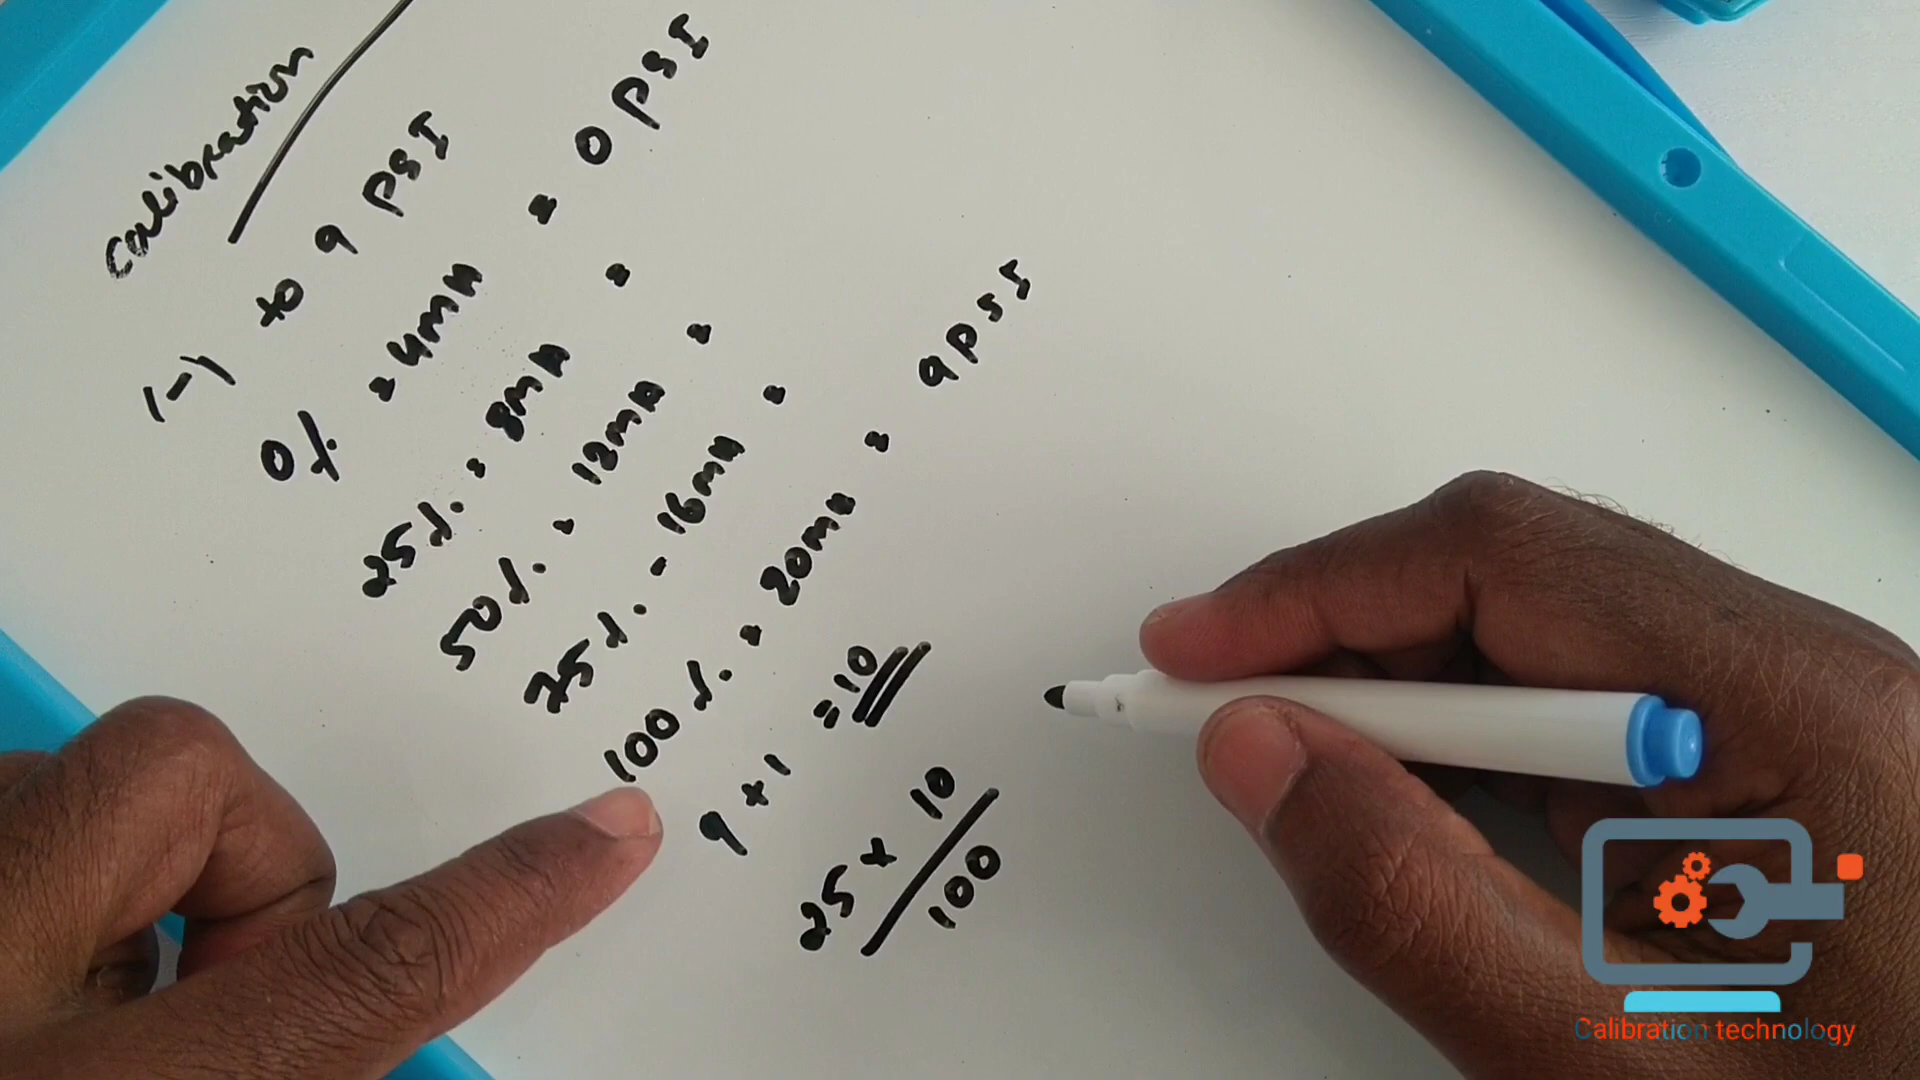 Calibration
(-1) to 9 PSI
0% = 4mA = 0 PSI
25% = 8mA =
50% = 12mA =
75% = 16mA =
100% = 20mA = 9 PSI
9 + 1 = 10
25 x 10
100
Calibration technology